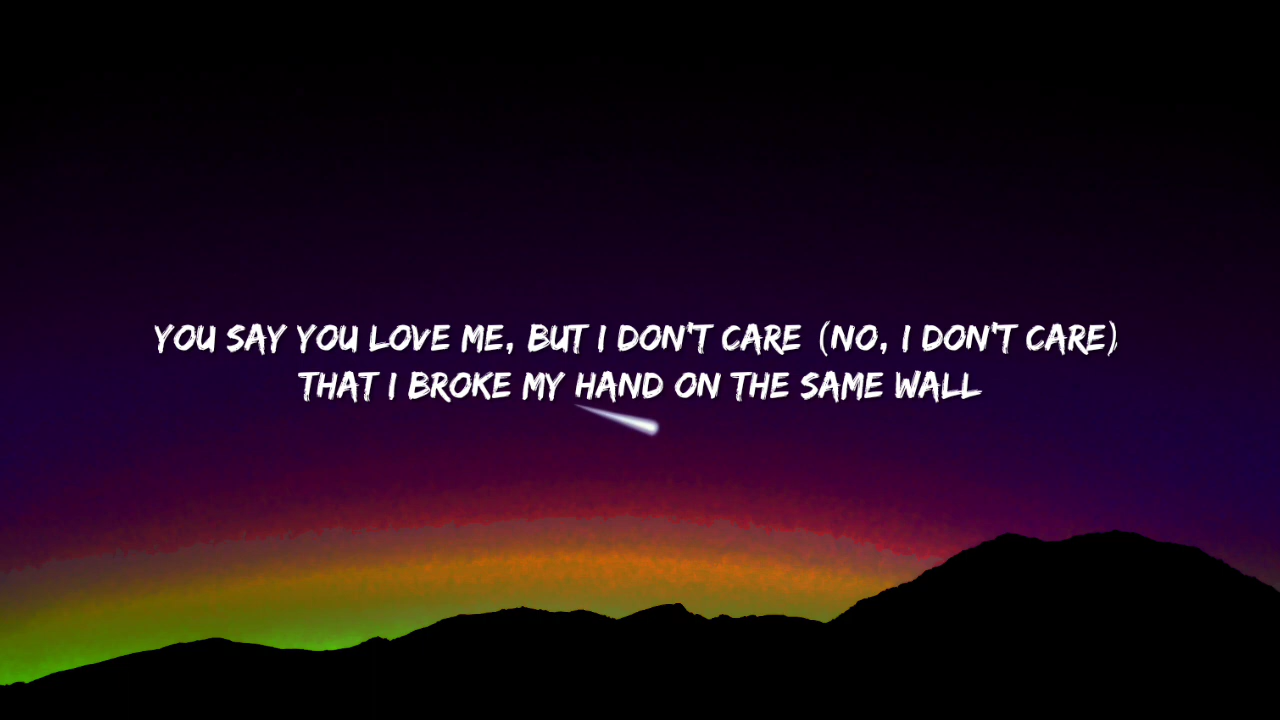 YOU SAY YOU LOVE ME, BUT I DON'T CARE (NO, I DON'T CARE)
THAT I BROKE MY HAND ON THE SAME WALL